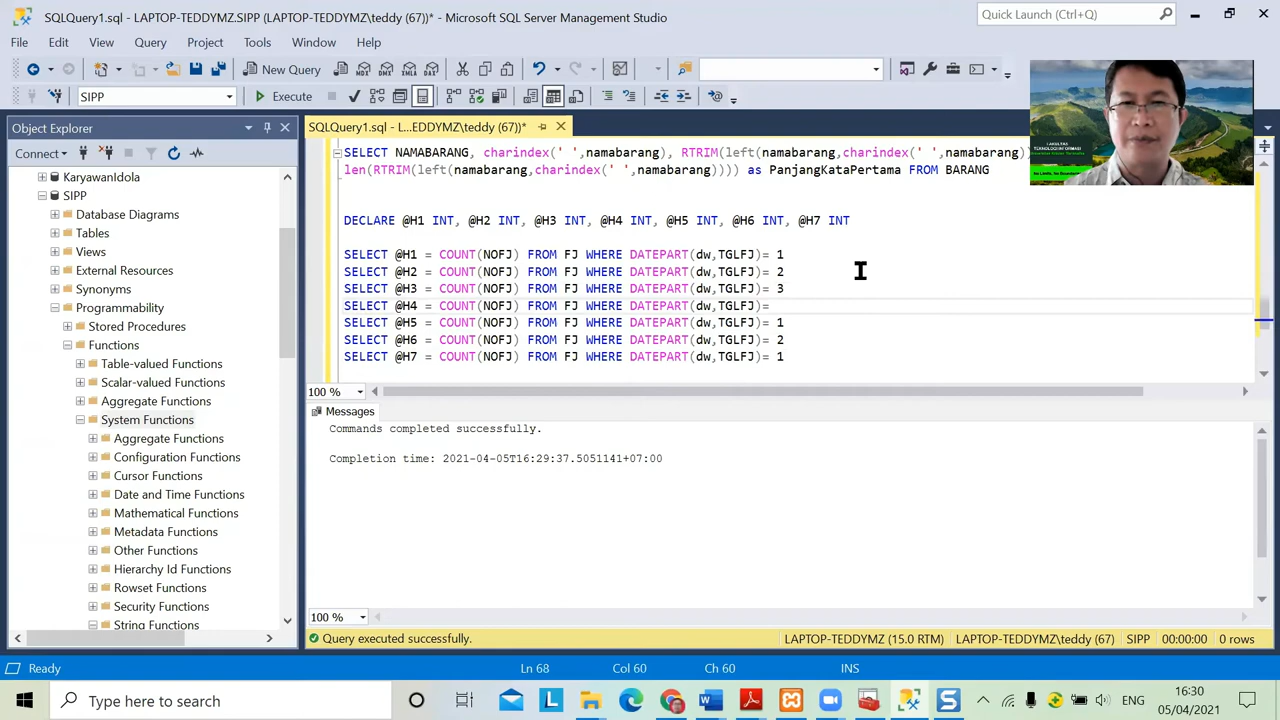 SQLQuery1.sql - LAPTOP-TEDDYMZ.SIPP (LAPTOP-TEDDYMZ\teddy (67))* - Microsoft SQL Server Management Studio
Quick Launch (Ctrl+Q)
File Edit View Query Project Tools Window Help
New Query
SIPP
Execute
Object Explorer
SQLQuery1.sql - L...EDDYMZ\teddy (67))*
Connect
KaryawanIdola
SIPP
Database Diagrams
Tables
Views
External Resources
Synonyms
Programmability
Stored Procedures
Functions
Table-valued Functions
Scalar-valued Functions
Aggregate Functions
System Functions
Aggregate Functions
Configuration Functions
Cursor Functions
Date and Time Functions
Mathematical Functions
Metadata Functions
Other Functions
Hierarchy Id Functions
Rowset Functions
Security Functions
String Functions
SELECT NAMABARANG, charindex(' ',namabarang), RTRIM(left(namabarang,charindex(' ',namabarang)
len(RTRIM(left(namabarang,charindex(' ',namabarang)))) as PanjangKataPertama FROM BARANG
DECLARE @H1 INT, @H2 INT, @H3 INT, @H4 INT, @H5 INT, @H6 INT, @H7 INT
SELECT @H1 = COUNT(NOFJ) FROM FJ WHERE DATEPART(dw,TGLFJ)= 1
SELECT @H2 = COUNT(NOFJ) FROM FJ WHERE DATEPART(dw,TGLFJ)= 2
SELECT @H3 = COUNT(NOFJ) FROM FJ WHERE DATEPART(dw,TGLFJ)= 3
SELECT @H4 = COUNT(NOFJ) FROM FJ WHERE DATEPART(dw,TGLFJ)=
SELECT @H5 = COUNT(NOFJ) FROM FJ WHERE DATEPART(dw,TGLFJ)= 1
SELECT @H6 = COUNT(NOFJ) FROM FJ WHERE DATEPART(dw,TGLFJ)= 2
SELECT @H7 = COUNT(NOFJ) FROM FJ WHERE DATEPART(dw,TGLFJ)= 1
100 %
Messages
Commands completed successfully.
Completion time: 2021-04-05T16:29:37.5051141+07:00
100 %
Query executed successfully.
LAPTOP-TEDDYMZ (15.0 RTM) LAPTOP-TEDDYMZ\teddy (67) SIPP 00:00:00 0 rows
Ready
Ln 68 Col 60 Ch 60 INS
Type here to search
ENG
16:30
05/04/2021